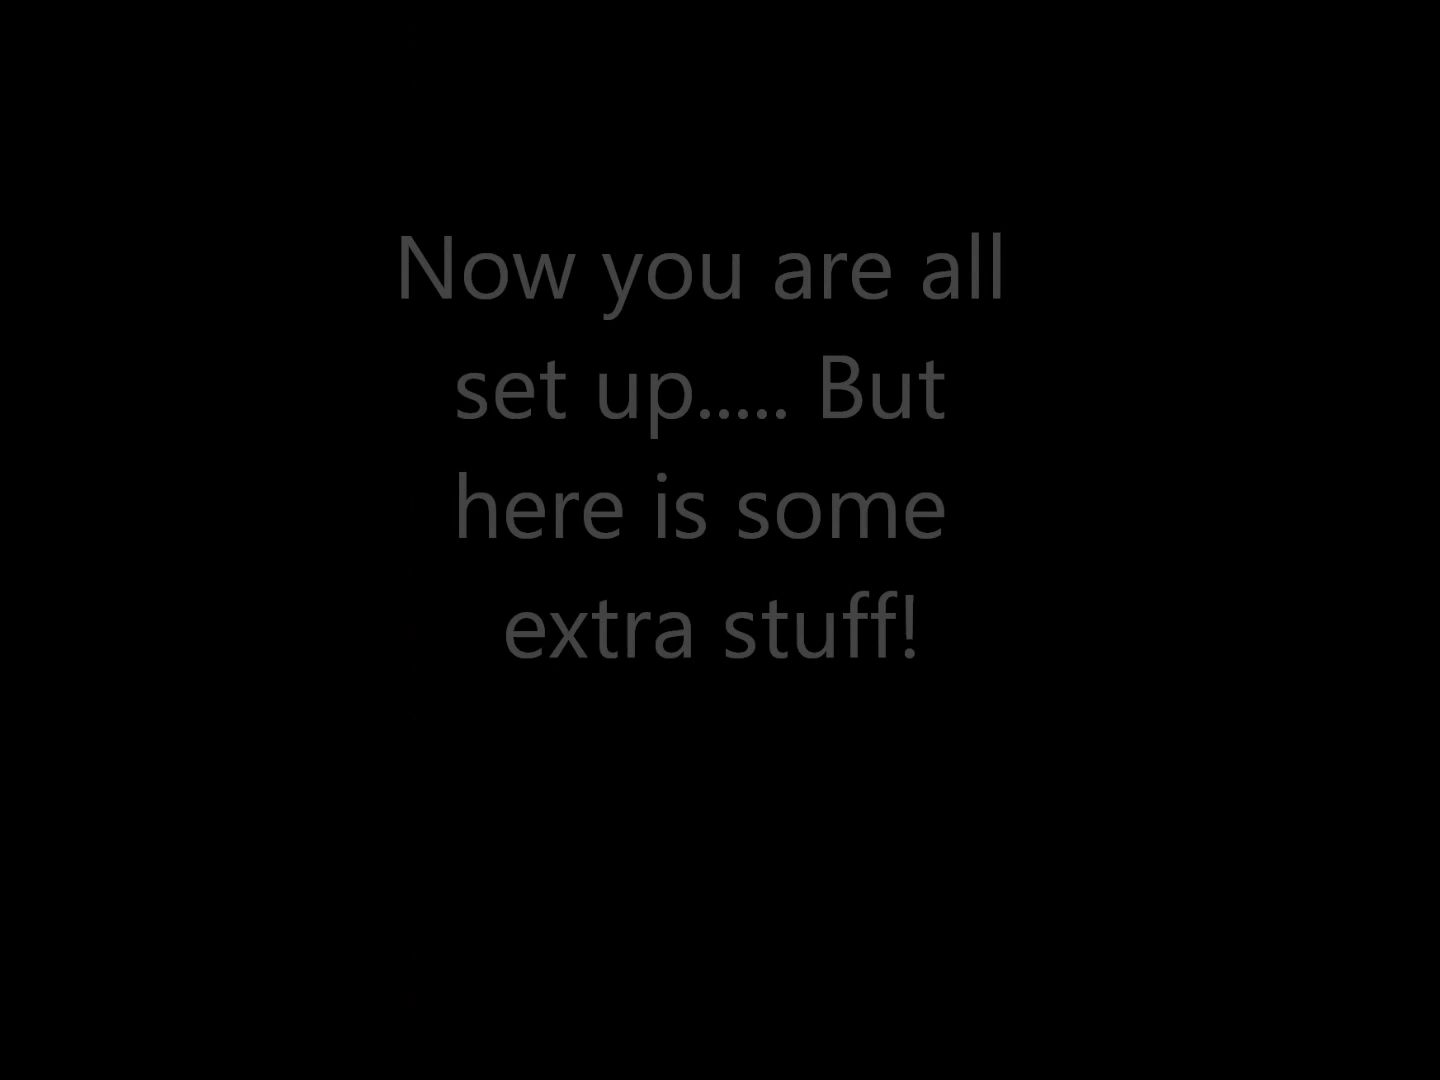 Now you are all
set up..... But
here is some
extra stuff!